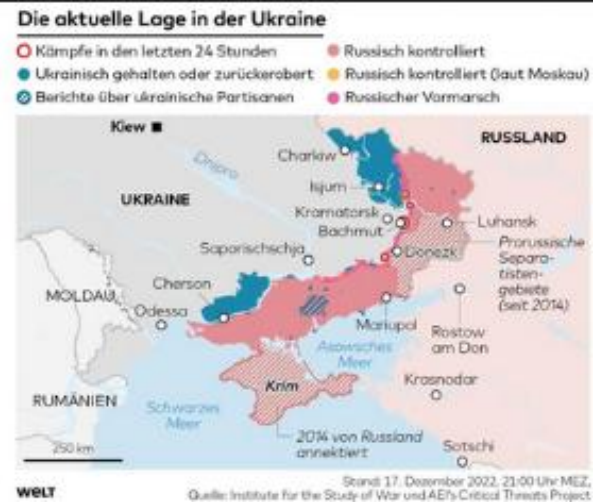 Die aktuelle Lage in der Ukraine
Kämpfe in den letzten 24 Stunden
Ukrainisch gehalten oder zurückerobert
Berichte über ukrainische Partisanen
Russisch kontrolliert
Russisch kontrolliert (laut Moskau)
Russischer Vormarsch
Kiew
RUSSLAND
Charkiw
Dnipro
Isjum
UKRAINE
Kramatorsk
Bachmut
Luhansk
Saporischschja
Donezk
Prorussische
Separa-
tisten-
gebiete
(seit 2014)
Cherson
MOLDAU
Odessa
Mariupol
Rostow
am Don
Asowsches
Meer
Krim
Krasnodar
RUMÄNIEN
Schwarzes
Meer
2014 von Russland
annektiert
250 km
Sotschi
Stand: 17. Dezember 2022, 21:00 Uhr MEZ,
WELT
Quelle: Institute for the Study of War und AEI's Critical Threats Project